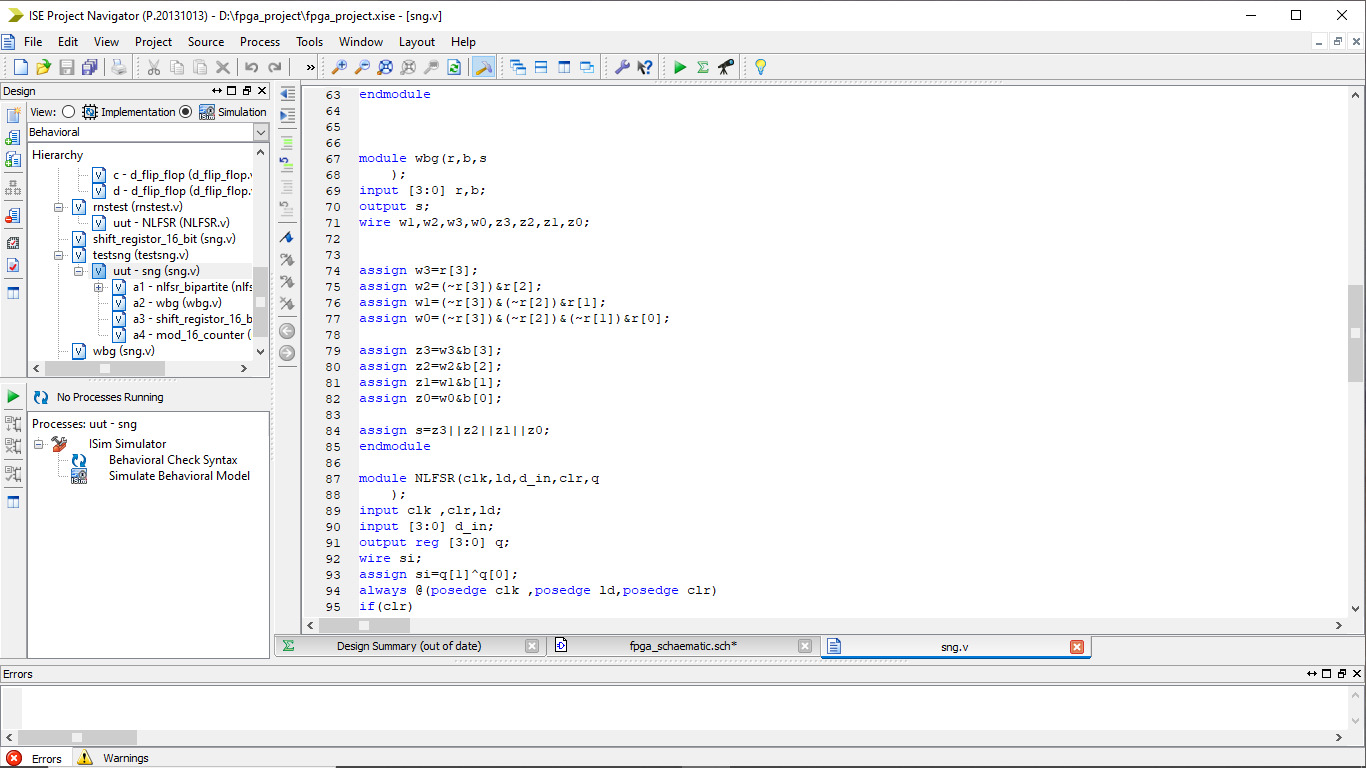 ISE Project Navigator (P.20131013) - D:\fpga_project\fpga_project.xise - [sng.v]
File Edit View Project Source Process Tools Window Layout Help
»
Design
View: Implementation Simulation
Behavioral
Hierarchy
c - d_flip_flop (d_flip_flop.v
d - d_flip_flop (d_flip_flop.
rnstest (rnstest.v)
uut - NLFSR (NLFSR.v)
shift_registor_16_bit (sng.v)
testsng (testsng.v)
uut - sng (sng.v)
a1 - nlfsr_bipartite (nlfs
a2 - wbg (wbg.v)
a3 - shift_registor_16_b
a4 - mod_16_counter (
wbg (sng.v)
No Processes Running
Processes: uut - sng
ISim Simulator
Behavioral Check Syntax
Simulate Behavioral Model
63 endmodule
64
65
66
67 module wbg(r,b,s
68 );
69 input [3:0] r,b;
70 output s;
71 wire w1,w2,w3,w0,z3,z2,z1,z0;
72
73
74 assign w3=r[3];
75 assign w2=(~r[3])&r[2];
76 assign w1=(~r[3])&(~r[2])&r[1];
77 assign w0=(~r[3])&(~r[2])&(~r[1])&r[0];
78
79 assign z3=w3&b[3];
80 assign z2=w2&b[2];
81 assign z1=w1&b[1];
82 assign z0=w0&b[0];
83
84 assign s=z3||z2||z1||z0;
85 endmodule
86
87 module NLFSR(clk,ld,d_in,clr,q
88 );
89 input clk ,clr,ld;
90 input [3:0] d_in;
91 output reg [3:0] q;
92 wire si;
93 assign si=q[1]^q[0];
94 always @(posedge clk ,posedge ld,posedge clr)
95 if(clr)
Design Summary (out of date) fpga_schaematic.sch* sng.v
Errors
Errors Warnings